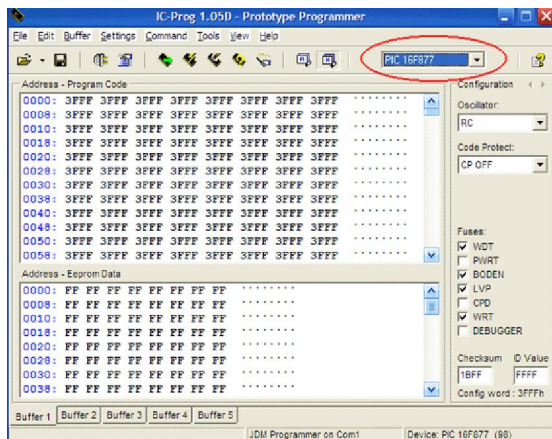 IC-Prog 1.05D - Prototype Programmer
File Edit Buffer Settings Command Tools View Help
PIC 16F877
Address - Program Code
0000: 3FFF 3FFF 3FFF 3FFF 3FFF 3FFF 3FFF 3FFF ........
0008: 3FFF 3FFF 3FFF 3FFF 3FFF 3FFF 3FFF 3FFF ........
0010: 3FFF 3FFF 3FFF 3FFF 3FFF 3FFF 3FFF 3FFF ........
0018: 3FFF 3FFF 3FFF 3FFF 3FFF 3FFF 3FFF 3FFF ........
0020: 3FFF 3FFF 3FFF 3FFF 3FFF 3FFF 3FFF 3FFF ........
0028: 3FFF 3FFF 3FFF 3FFF 3FFF 3FFF 3FFF 3FFF ........
0030: 3FFF 3FFF 3FFF 3FFF 3FFF 3FFF 3FFF 3FFF ........
0038: 3FFF 3FFF 3FFF 3FFF 3FFF 3FFF 3FFF 3FFF ........
0040: 3FFF 3FFF 3FFF 3FFF 3FFF 3FFF 3FFF 3FFF ........
0048: 3FFF 3FFF 3FFF 3FFF 3FFF 3FFF 3FFF 3FFF ........
0050: 3FFF 3FFF 3FFF 3FFF 3FFF 3FFF 3FFF 3FFF ........
0058: 3FFF 3FFF 3FFF 3FFF 3FFF 3FFF 3FFF 3FFF ........
Address - Eeprom Data
0000: FF FF FF FF FF FF FF FF ........
0008: FF FF FF FF FF FF FF FF ........
0010: FF FF FF FF FF FF FF FF ........
0018: FF FF FF FF FF FF FF FF ........
0020: FF FF FF FF FF FF FF FF ........
0028: FF FF FF FF FF FF FF FF ........
0030: FF FF FF FF FF FF FF FF ........
0038: FF FF FF FF FF FF FF FF ........
Configuration
Oscillator:
RC
Code Protect:
CP OFF
Fuses:
WDT
PWRT
BODEN
LVP
CPD
WRT
DEBUGGER
Checksum ID Value
1BFF FFFF
Config word : 3FFFh
Buffer 1 Buffer 2 Buffer 3 Buffer 4 Buffer 5
JDM Programmer on Com1 Device: PIC 16F877 (98)